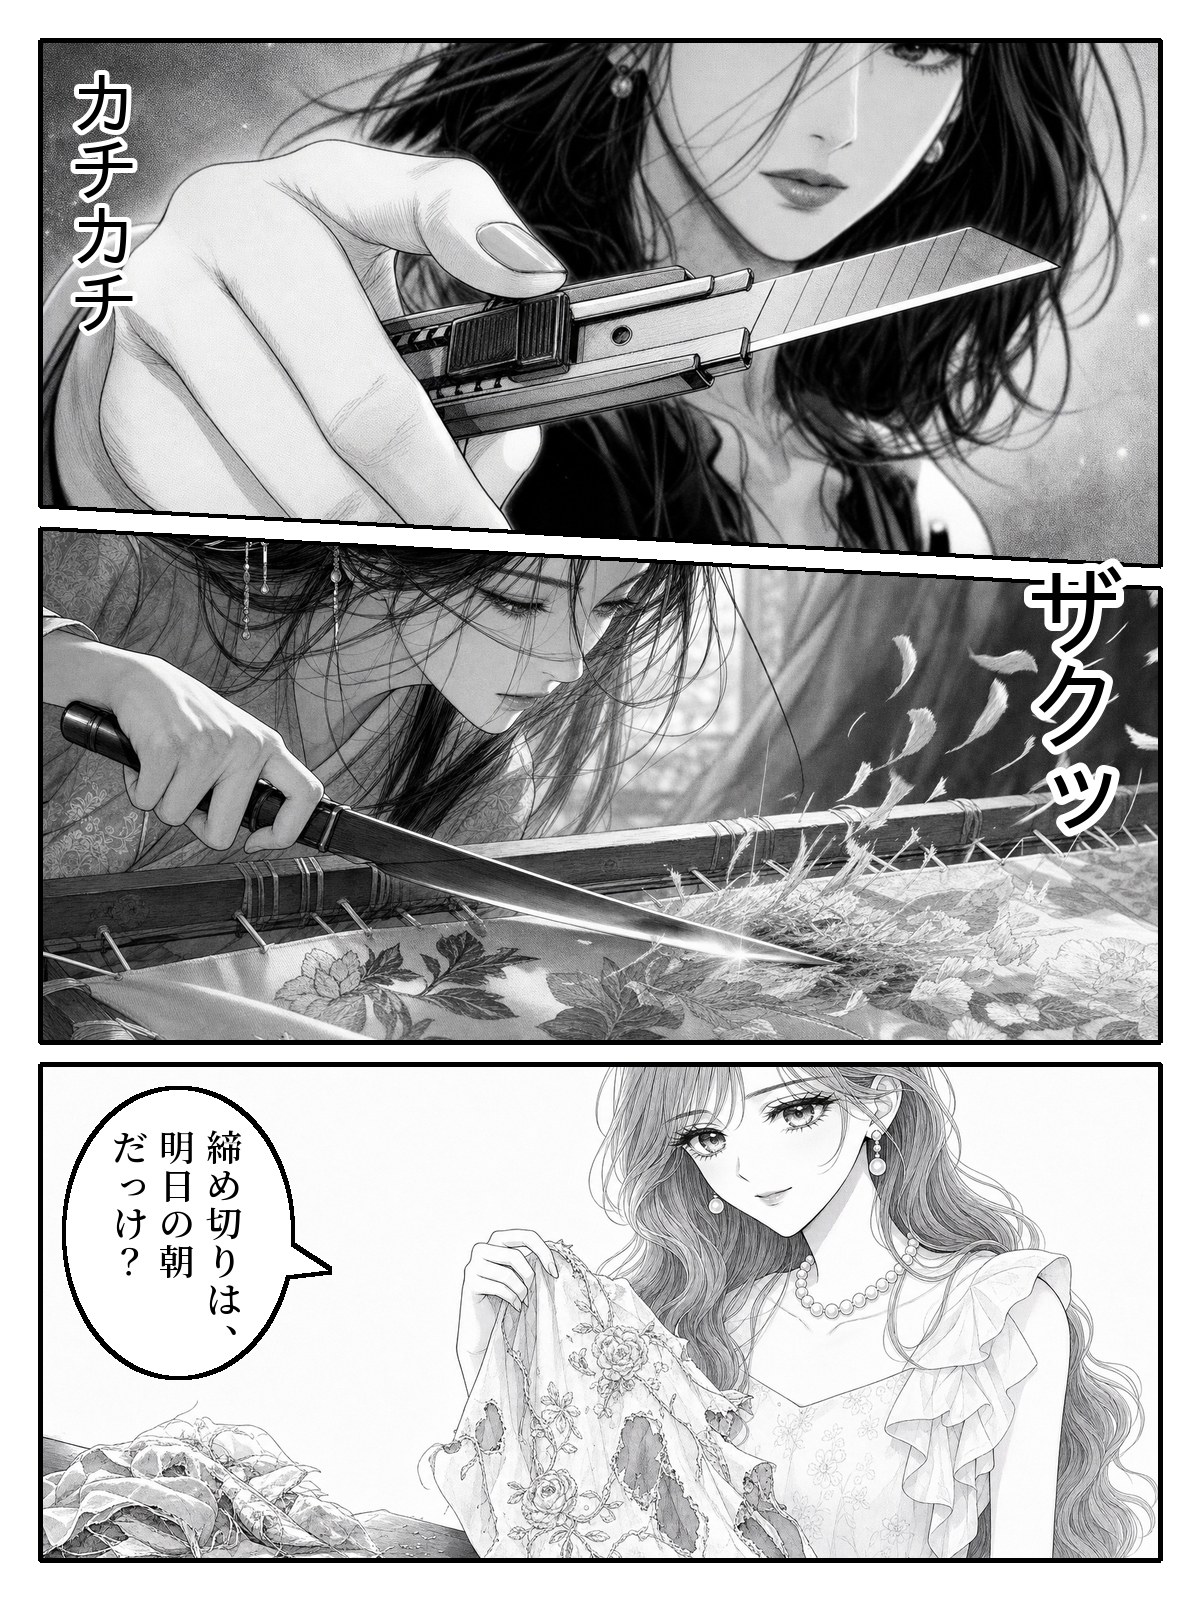 カチカチ
ザクッ
締め切りは、
明日の朝
だっけ？